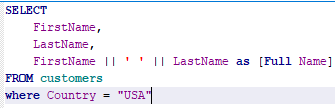 SELECT
FirstName,
LastName,
FirstName || ' ' || LastName as [Full Name]
FROM customers
where Country = "USA"